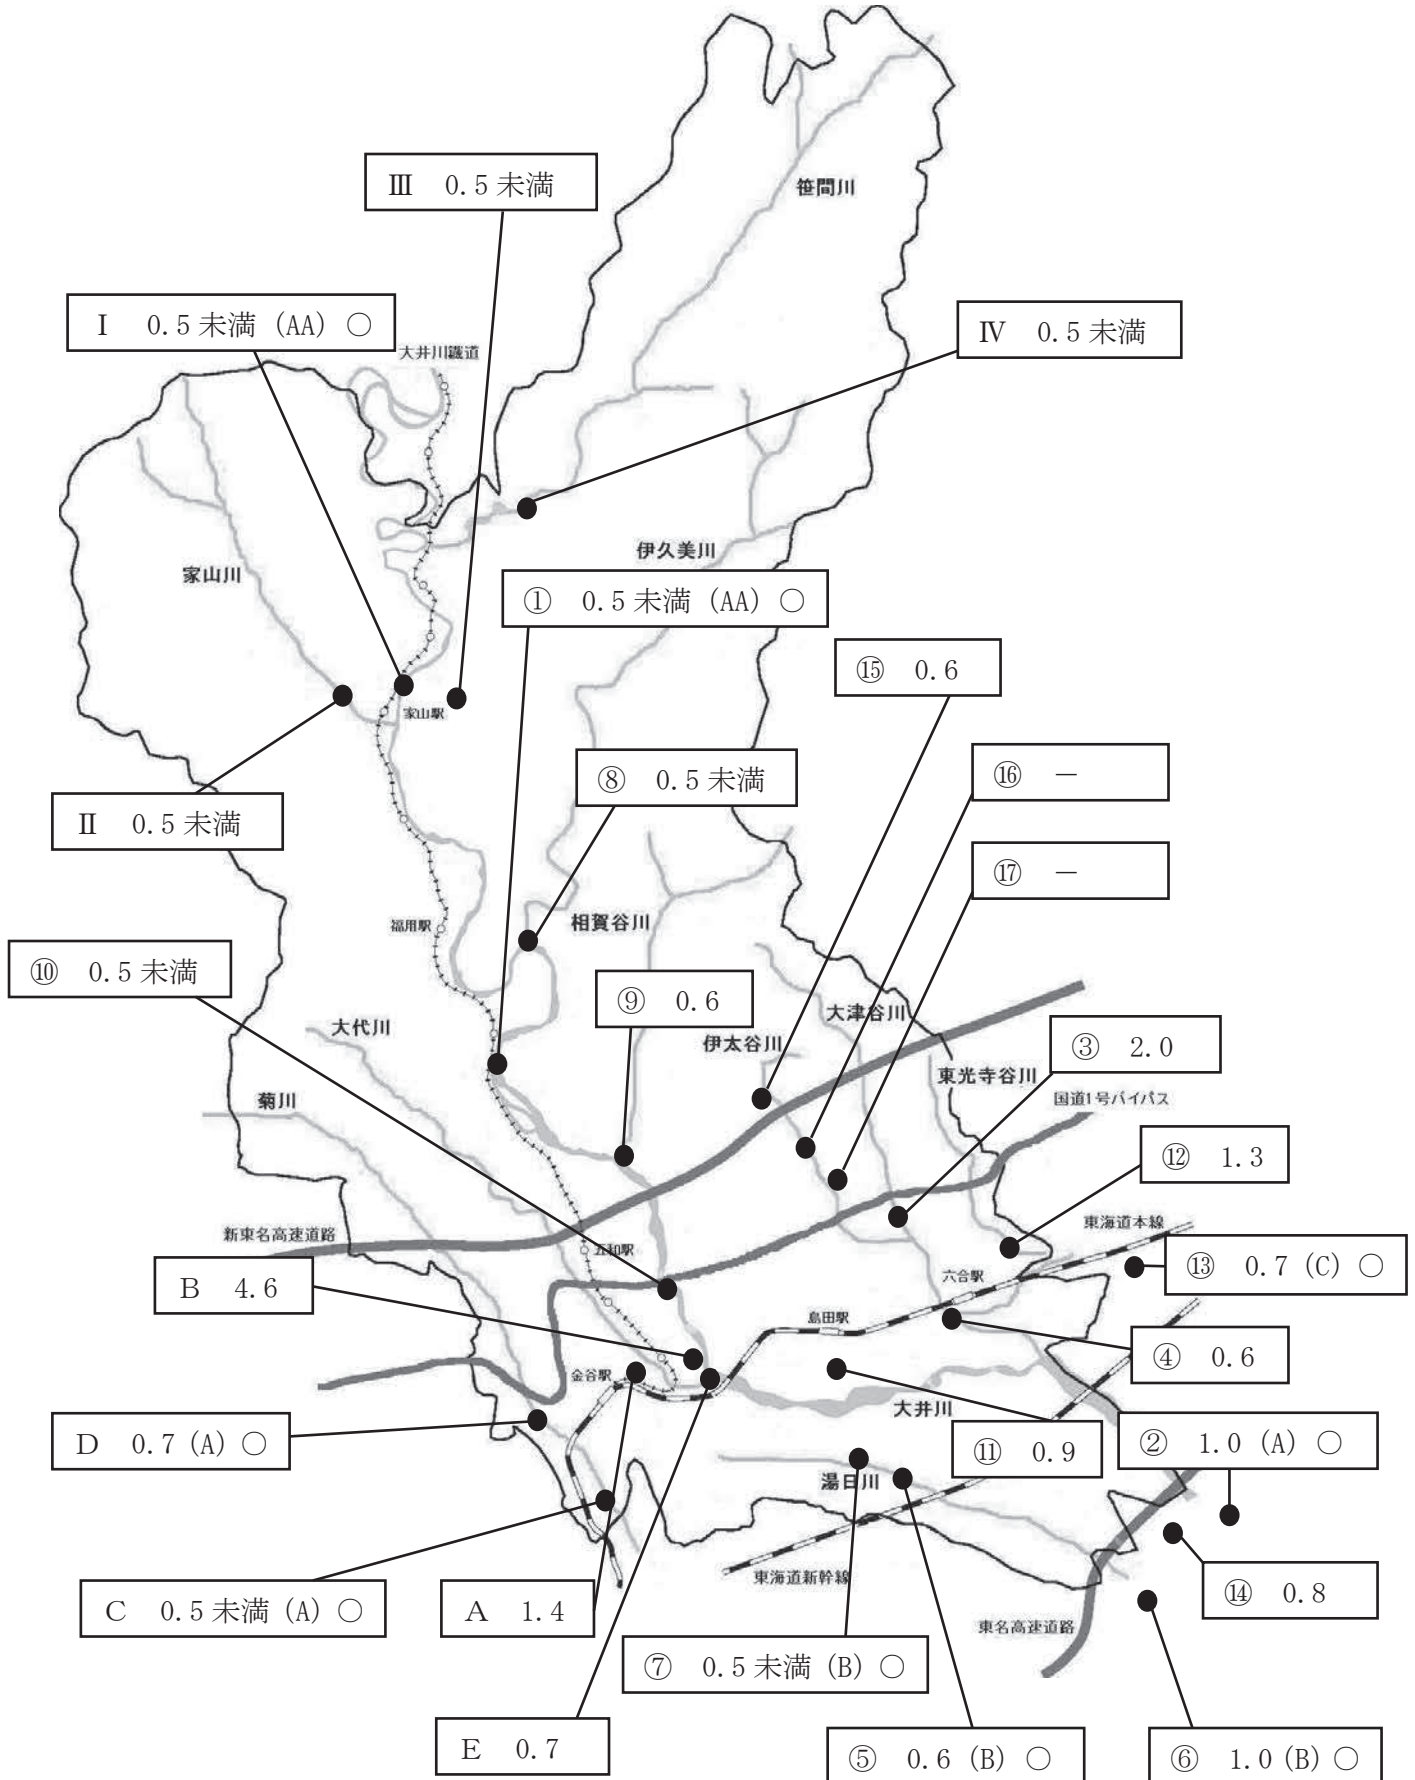 笹間川
Ⅲ 0.5未満
Ⅰ 0.5未満 (AA) ○
大井川鐵道
Ⅳ 0.5未満
伊久美川
家山川
① 0.5未満 (AA) ○
⑮ 0.6
家山駅
⑯ －
⑧ 0.5未満
Ⅱ 0.5未満
⑰ －
福用駅
相賀谷川
⑩ 0.5未満
⑨ 0.6
大津谷川
大代川
伊太谷川
③ 2.0
東光寺谷川
菊川
国道1号バイパス
⑫ 1.3
新東名高速道路
東海道本線
五和駅
B 4.6
六合駅
⑬ 0.7 (C) ○
島田駅
④ 0.6
金谷駅
大井川
D 0.7 (A) ○
⑪ 0.9
② 1.0 (A) ○
湯日川
東海道新幹線
C 0.5未満 (A) ○
A 1.4
⑭ 0.8
東名高速道路
⑦ 0.5未満 (B) ○
E 0.7
⑤ 0.6 (B) ○
⑥ 1.0 (B) ○